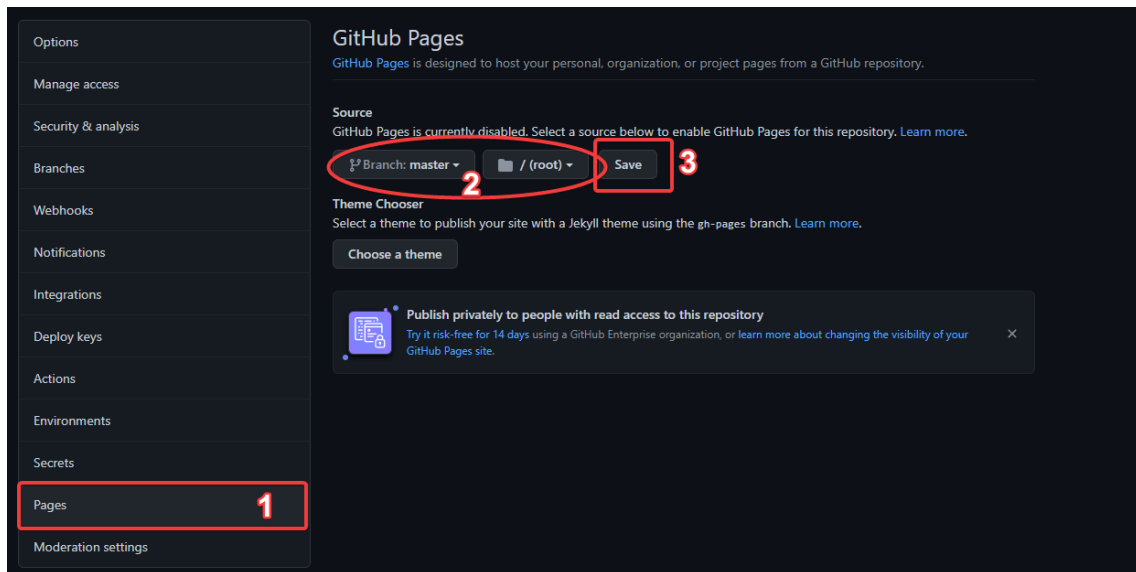 Options
Manage access
Security & analysis
Branches
Webhooks
Notifications
Integrations
Deploy keys
Actions
Environments
Secrets
Pages
1
Moderation settings
GitHub Pages
GitHub Pages is designed to host your personal, organization, or project pages from a GitHub repository.
Source
GitHub Pages is currently disabled. Select a source below to enable GitHub Pages for this repository. Learn more.
Branch: master
/ (root)
2
Save
3
Theme Chooser
Select a theme to publish your site with a Jekyll theme using the gh-pages branch. Learn more.
Choose a theme
Publish privately to people with read access to this repository
Try it risk-free for 14 days using a GitHub Enterprise organization, or learn more about changing the visibility of your
GitHub Pages site.